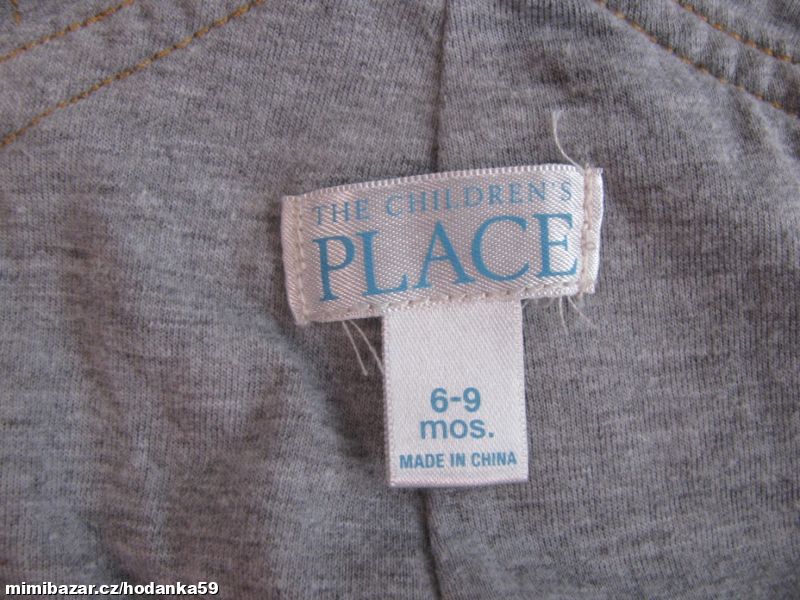 THE CHILDREN'S
PLACE
6-9
mos.
MADE IN CHINA
mimibazar.cz/hodanka59